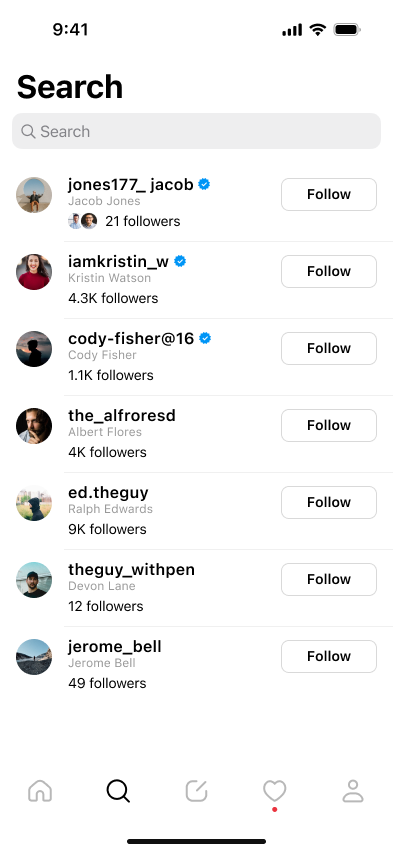 9:41
Search
Search
jones177_ jacob
Jacob Jones
21 followers
Follow
iamkristin_w
Kristin Watson
4.3K followers
Follow
cody-fisher@16
Cody Fisher
1.1K followers
Follow
the_alfroresd
Albert Flores
4K followers
Follow
ed.theguy
Ralph Edwards
9K followers
Follow
theguy_withpen
Devon Lane
12 followers
Follow
jerome_bell
Jerome Bell
49 followers
Follow